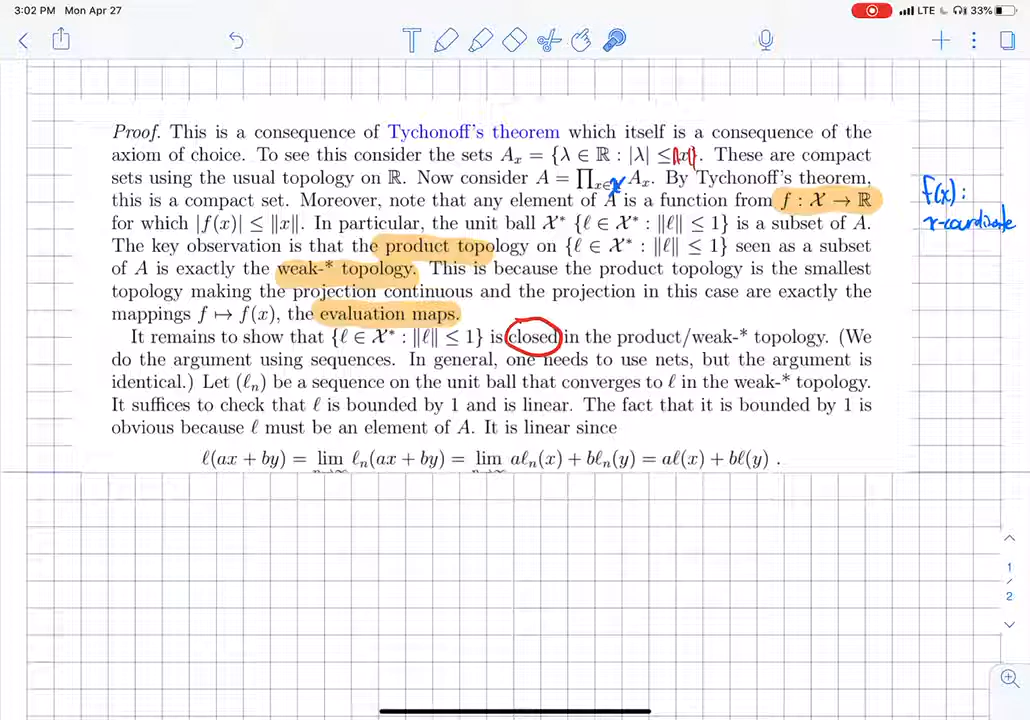 3:02 PM Mon Apr 27
LTE 33%
Proof. This is a consequence of Tychonoff's theorem which itself is a consequence of the
axiom of choice. To see this consider the sets Aₓ = {λ ∈ ℝ : |λ| ≤ ‖x‖}. These are compact
sets using the usual topology on ℝ. Now consider A = ∏ₓ∈𝒳 Aₓ. By Tychonoff's theorem,
this is a compact set. Moreover, note that any element of A is a function from f : 𝒳 → ℝ
for which |f(x)| ≤ ‖x‖. In particular, the unit ball 𝒳* {ℓ ∈ 𝒳* : ‖ℓ‖ ≤ 1} is a subset of A.
The key observation is that the product topology on {ℓ ∈ 𝒳* : ‖ℓ‖ ≤ 1} seen as a subset
of A is exactly the weak-* topology. This is because the product topology is the smallest
topology making the projection continuous and the projection in this case are exactly the
mappings f ↦ f(x), the evaluation maps.
f(x) :
x-coordinate
It remains to show that {ℓ ∈ 𝒳* : ‖ℓ‖ ≤ 1} is closed in the product/weak-* topology. (We
do the argument using sequences. In general, one needs to use nets, but the argument is
identical.) Let (ℓₙ) be a sequence on the unit ball that converges to ℓ in the weak-* topology.
It suffices to check that ℓ is bounded by 1 and is linear. The fact that it is bounded by 1 is
obvious because ℓ must be an element of A. It is linear since
ℓ(ax + by) = lim ℓₙ(ax + by) = lim aℓₙ(x) + bℓₙ(y) = aℓ(x) + bℓ(y) .
1
/
2